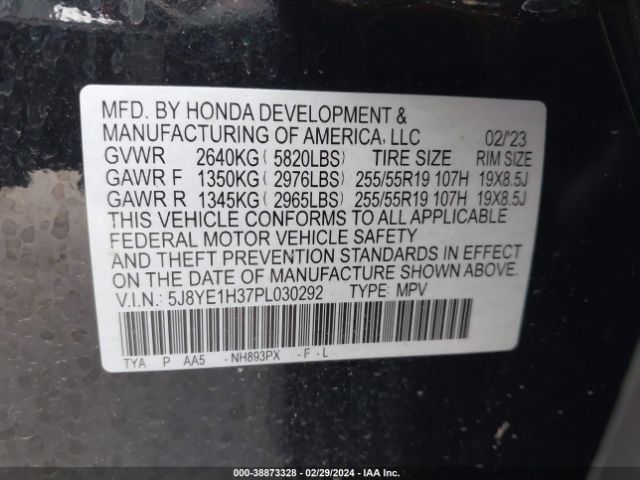 MFD. BY HONDA DEVELOPMENT &
MANUFACTURING OF AMERICA, LLC 02/'23
GVWR 2640KG ( 5820LBS) TIRE SIZE RIM SIZE
GAWR F 1350KG ( 2976LBS) 255/55R19 107H 19X8.5J
GAWR R 1345KG ( 2965LBS) 255/55R19 107H 19X8.5J
THIS VEHICLE CONFORMS TO ALL APPLICABLE
FEDERAL MOTOR VEHICLE SAFETY
AND THEFT PREVENTION STANDARDS IN EFFECT
ON THE DATE OF MANUFACTURE SHOWN ABOVE.
V.I.N.: 5J8YE1H37PL030292 TYPE: MPV
TYA P AA5 - NH893PX - F - L
000-38873328 - 02/29/2024 - IAA Inc.